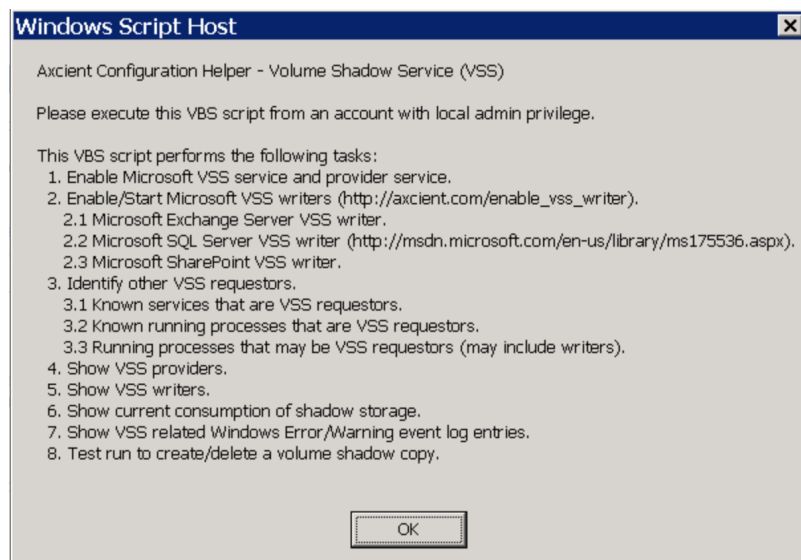 Windows Script Host
Axcient Configuration Helper - Volume Shadow Service (VSS)
Please execute this VBS script from an account with local admin privilege.
This VBS script performs the following tasks:
1. Enable Microsoft VSS service and provider service.
2. Enable/Start Microsoft VSS writers (http://axcient.com/enable_vss_writer).
2.1 Microsoft Exchange Server VSS writer.
2.2 Microsoft SQL Server VSS writer (http://msdn.microsoft.com/en-us/library/ms175536.aspx).
2.3 Microsoft SharePoint VSS writer.
3. Identify other VSS requestors.
3.1 Known services that are VSS requestors.
3.2 Known running processes that are VSS requestors.
3.3 Running processes that may be VSS requestors (may include writers).
4. Show VSS providers.
5. Show VSS writers.
6. Show current consumption of shadow storage.
7. Show VSS related Windows Error/Warning event log entries.
8. Test run to create/delete a volume shadow copy.
OK